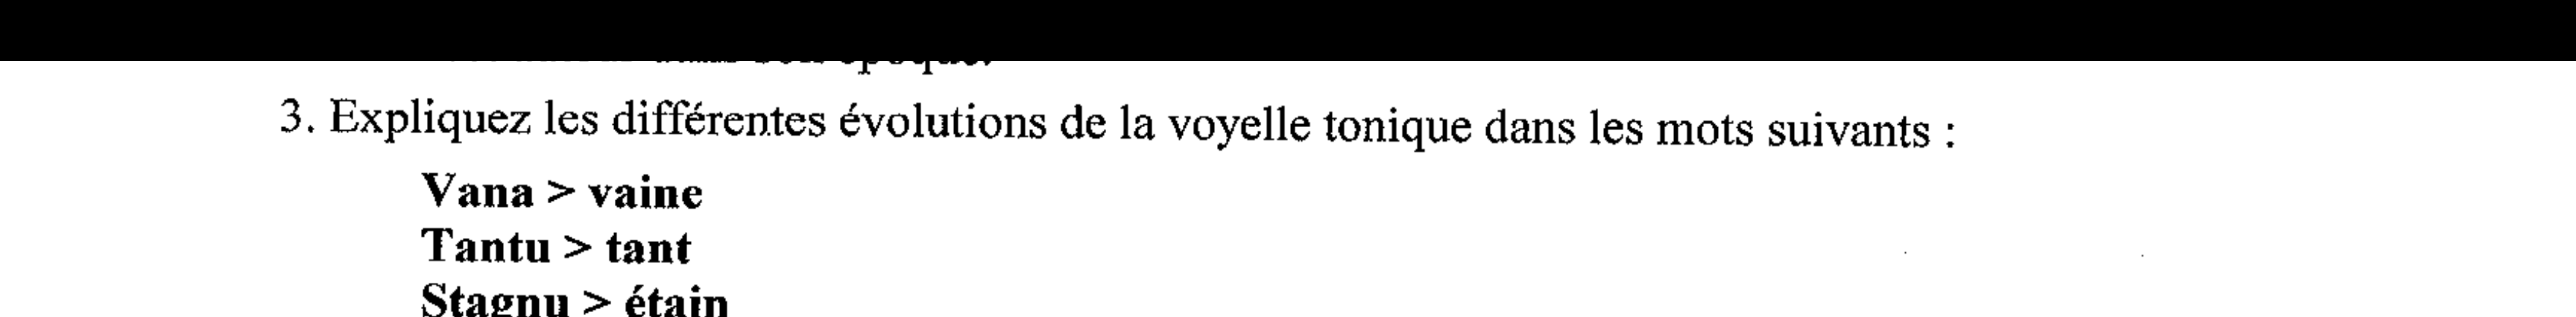 époque.
3. Expliquez les différentes évolutions de la voyelle tonique dans les mots suivants :
Vana > vaine
Tantu > tant
Stagnu > étain